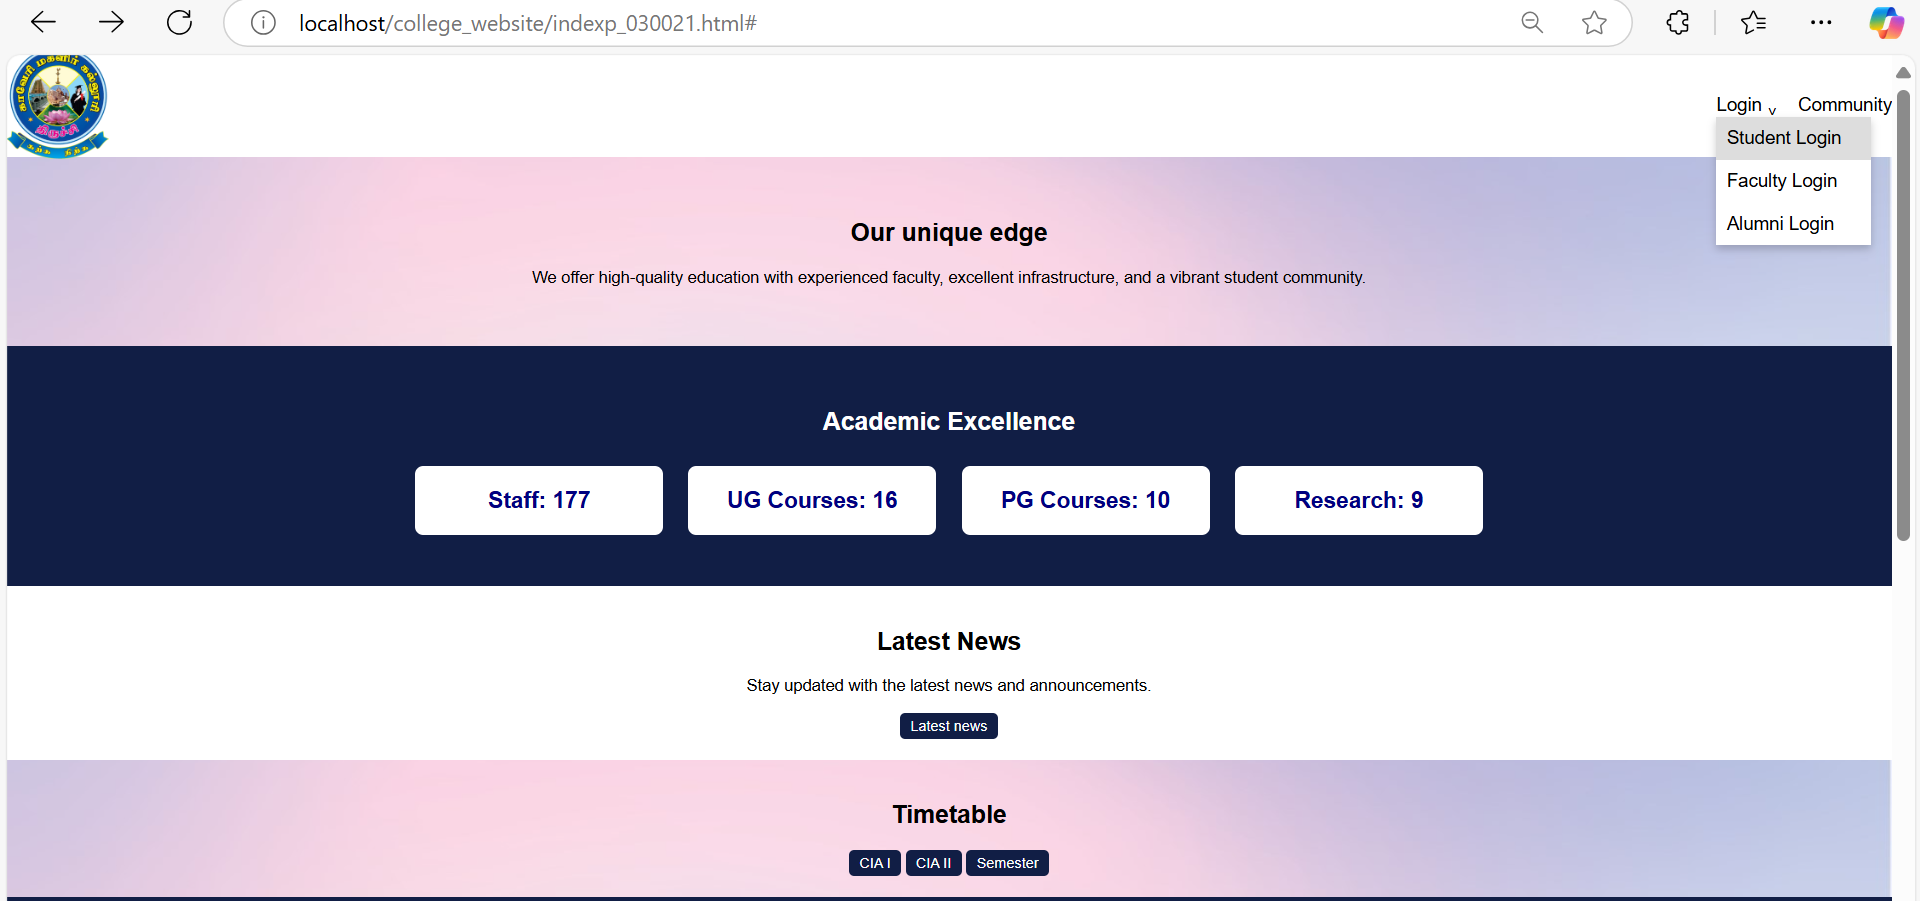 localhost/college_website/indexp_030021.html#
காவேரி மகளிர் கல்லூரி
திருச்சி
கற்க நிற்க
Login v Community
Student Login
Faculty Login
Alumni Login
Our unique edge
We offer high-quality education with experienced faculty, excellent infrastructure, and a vibrant student community.
Academic Excellence
Staff: 177 UG Courses: 16 PG Courses: 10 Research: 9
Latest News
Stay updated with the latest news and announcements.
Latest news
Timetable
CIA I CIA II Semester